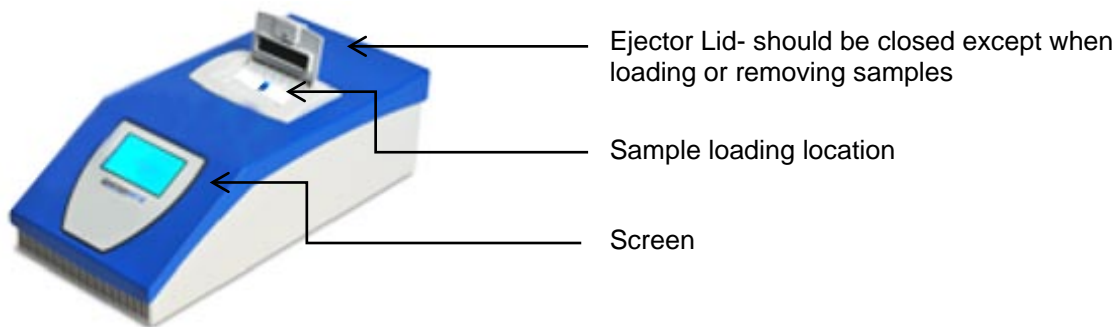 Ejector Lid- should be closed except when
loading or removing samples
Sample loading location
Screen